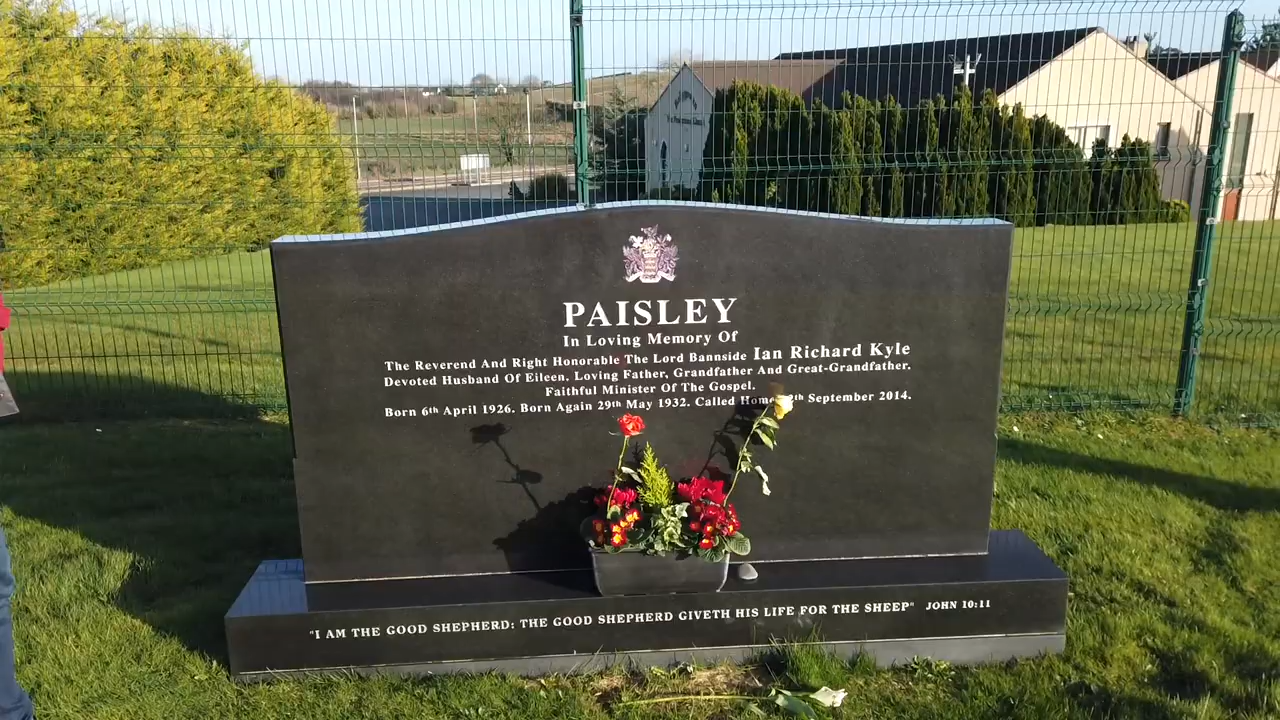 PAISLEY
In Loving Memory Of
The Reverend And Right Honorable The Lord Bannside Ian Richard Kyle
Devoted Husband Of Eileen, Loving Father, Grandfather And Great-Grandfather.
Faithful Minister Of The Gospel.
Born 6th April 1926. Born Again 29th May 1932. Called Home September 2014.
"I AM THE GOOD SHEPHERD: THE GOOD SHEPHERD GIVETH HIS LIFE FOR THE SHEEP" JOHN 10:11